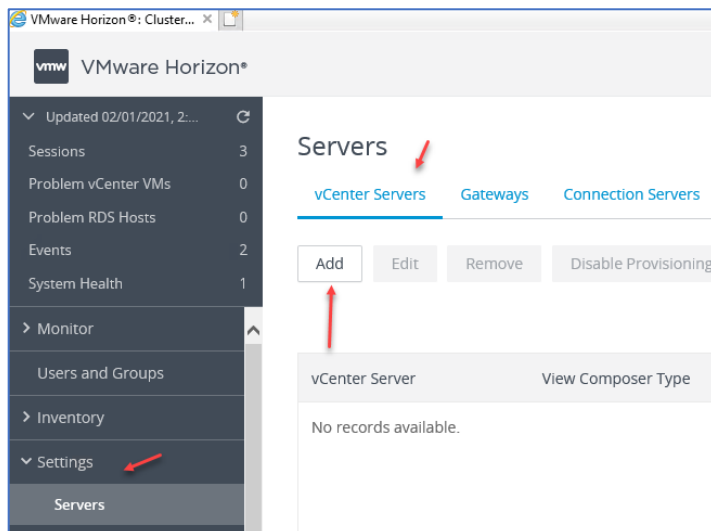 VMware Horizon®: Cluster...
vmw VMware Horizon®
Updated 02/01/2021, 2:...
Sessions 3
Problem vCenter VMs 0
Problem RDS Hosts 0
Events 2
System Health 1
Monitor
Users and Groups
Inventory
Settings
Servers
Servers
vCenter Servers Gateways Connection Servers
Add Edit Remove Disable Provisioning
vCenter Server View Composer Type
No records available.